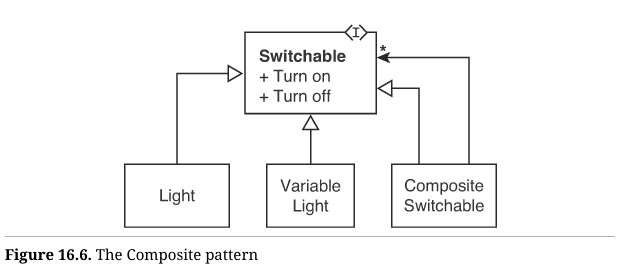 <I>
Switchable
+ Turn on
+ Turn off
*
Light
Variable
Light
Composite
Switchable
Figure 16.6. The Composite pattern